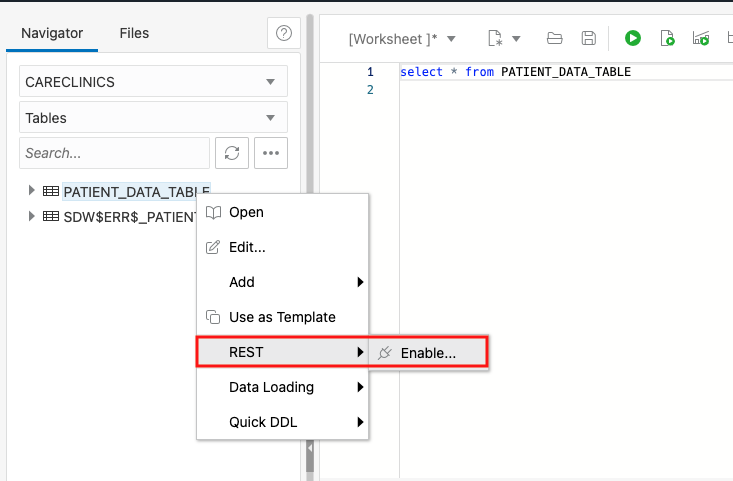 Navigator
Files
[Worksheet ]*
CARECLINICS
Tables
Search...
PATIENT_DATA_TABLE
SDW$ERR$_PATIENT
1
select * from PATIENT_DATA_TABLE
2
Open
Edit...
Add
Use as Template
REST
Enable...
Data Loading
Quick DDL